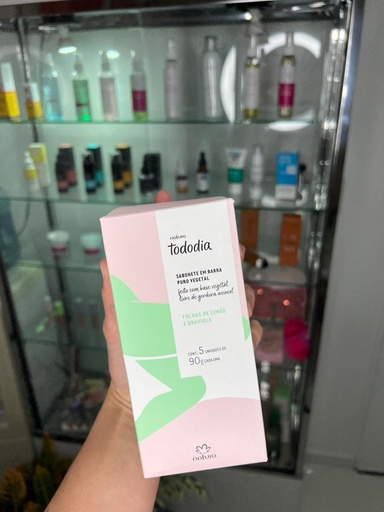 natura
tododia
SABONETE EM BARRA
PURO VEGETAL
feito com base vegetal
livre de gordura animal
FOLHAS DE LIMÃO
E GRAVIOLA
CONT. 5 UNIDADES DE
90g CADA UMA
natura